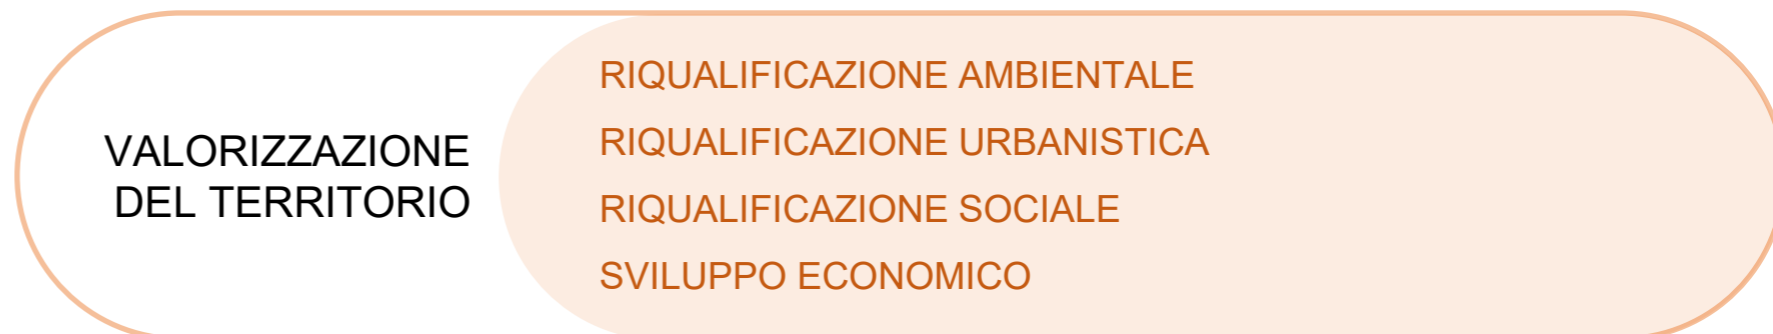 VALORIZZAZIONE
DEL TERRITORIO
RIQUALIFICAZIONE AMBIENTALE
RIQUALIFICAZIONE URBANISTICA
RIQUALIFICAZIONE SOCIALE
SVILUPPO ECONOMICO